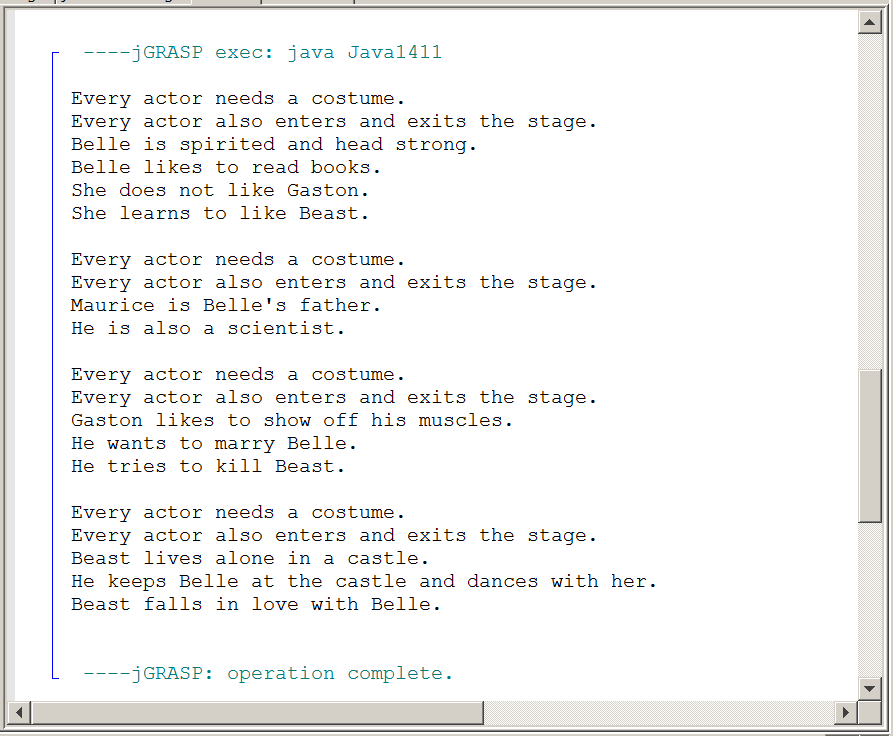 ----jGRASP exec: java Java1411
Every actor needs a costume.
Every actor also enters and exits the stage.
Belle is spirited and head strong.
Belle likes to read books.
She does not like Gaston.
She learns to like Beast.
Every actor needs a costume.
Every actor also enters and exits the stage.
Maurice is Belle's father.
He is also a scientist.
Every actor needs a costume.
Every actor also enters and exits the stage.
Gaston likes to show off his muscles.
He wants to marry Belle.
He tries to kill Beast.
Every actor needs a costume.
Every actor also enters and exits the stage.
Beast lives alone in a castle.
He keeps Belle at the castle and dances with her.
Beast falls in love with Belle.
----jGRASP: operation complete.